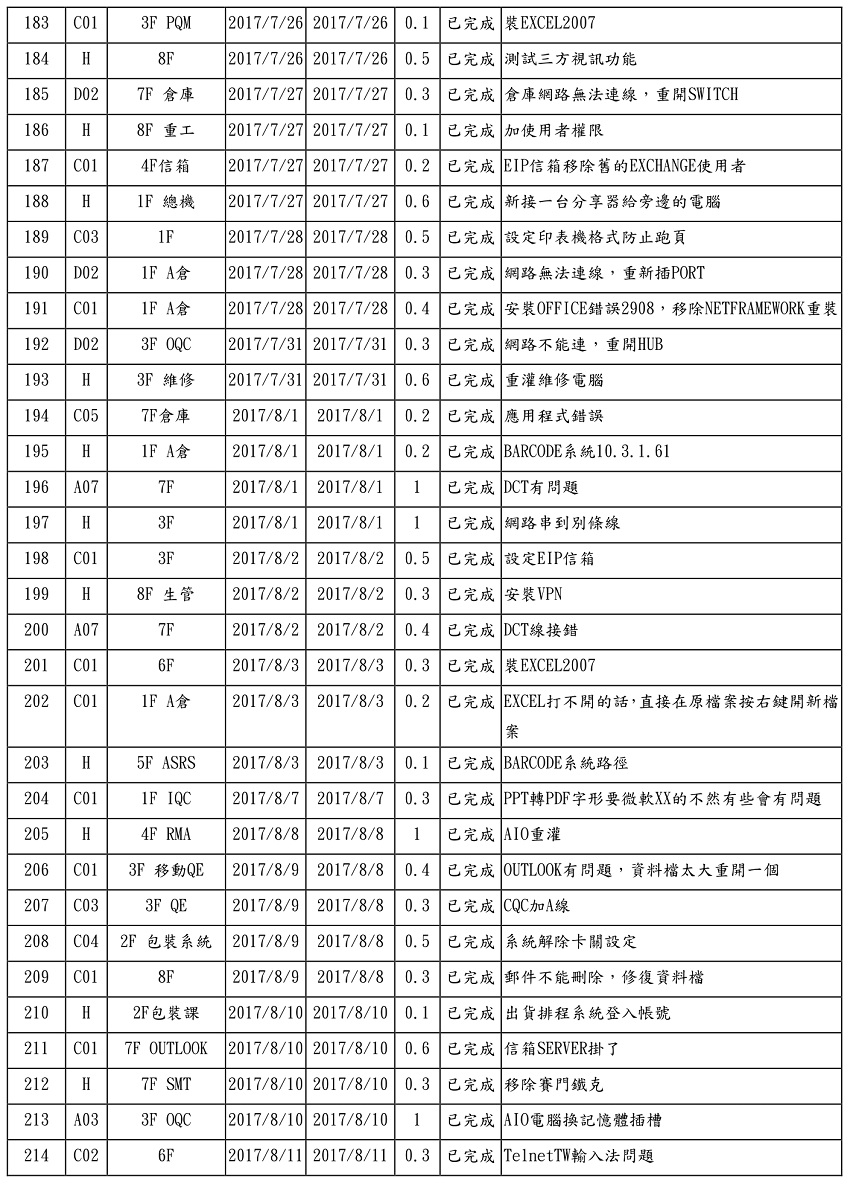 183 C01 3F PQM 2017/7/26 2017/7/26 0.1 已完成 裝EXCEL2007
184 H 8F 2017/7/26 2017/7/26 0.5 已完成 測試三方視訊功能
185 D02 7F 倉庫 2017/7/27 2017/7/27 0.3 已完成 倉庫網路無法連線，重開SWITCH
186 H 8F 重工 2017/7/27 2017/7/27 0.1 已完成 加使用者權限
187 C01 4F信箱 2017/7/27 2017/7/27 0.2 已完成 EIP信箱移除舊的EXCHANGE使用者
188 H 1F 總機 2017/7/27 2017/7/27 0.6 已完成 新接一台分享器給旁邊的電腦
189 C03 1F 2017/7/28 2017/7/28 0.5 已完成 設定印表機格式防止跑頁
190 D02 1F A倉 2017/7/28 2017/7/28 0.3 已完成 網路無法連線，重新插PORT
191 C01 1F A倉 2017/7/28 2017/7/28 0.4 已完成 安裝OFFICE錯誤2908，移除NETFRAMEWORK重裝
192 D02 3F OQC 2017/7/31 2017/7/31 0.3 已完成 網路不能連，重開HUB
193 H 3F 維修 2017/7/31 2017/7/31 0.6 已完成 重灌維修電腦
194 C05 7F倉庫 2017/8/1 2017/8/1 0.2 已完成 應用程式錯誤
195 H 1F A倉 2017/8/1 2017/8/1 0.2 已完成 BARCODE系統10.3.1.61
196 A07 7F 2017/8/1 2017/8/1 1 已完成 DCT有問題
197 H 3F 2017/8/1 2017/8/1 1 已完成 網路串到別條線
198 C01 3F 2017/8/2 2017/8/2 0.5 已完成 設定EIP信箱
199 H 8F 生管 2017/8/2 2017/8/2 0.3 已完成 安裝VPN
200 A07 7F 2017/8/2 2017/8/2 0.4 已完成 DCT線接錯
201 C01 6F 2017/8/3 2017/8/3 0.3 已完成 裝EXCEL2007
202 C01 1F A倉 2017/8/3 2017/8/3 0.2 已完成 EXCEL打不開的話，直接在原檔案按右鍵開新檔
案
203 H 5F ASRS 2017/8/3 2017/8/3 0.1 已完成 BARCODE系統路徑
204 C01 1F IQC 2017/8/7 2017/8/7 0.3 已完成 PPT轉PDF字形要微軟XX的不然有些會有問題
205 H 4F RMA 2017/8/8 2017/8/8 1 已完成 AIO重灌
206 C01 3F 移動QE 2017/8/9 2017/8/8 0.4 已完成 OUTLOOK有問題，資料檔太大重開一個
207 C03 3F QE 2017/8/9 2017/8/8 0.3 已完成 CQC加A線
208 C04 2F 包裝系統 2017/8/9 2017/8/8 0.5 已完成 系統解除卡關設定
209 C01 8F 2017/8/9 2017/8/8 0.3 已完成 郵件不能刪除，修復資料檔
210 H 2F包裝課 2017/8/10 2017/8/10 0.1 已完成 出貨排程系統登入帳號
211 C01 7F OUTLOOK 2017/8/10 2017/8/10 0.6 已完成 信箱SERVER掛了
212 H 7F SMT 2017/8/10 2017/8/10 0.3 已完成 移除賽門鐵克
213 A03 3F OQC 2017/8/10 2017/8/10 1 已完成 AIO電腦換記憶體插槽
214 C02 6F 2017/8/11 2017/8/11 0.3 已完成 TelnetTW輸入法問題